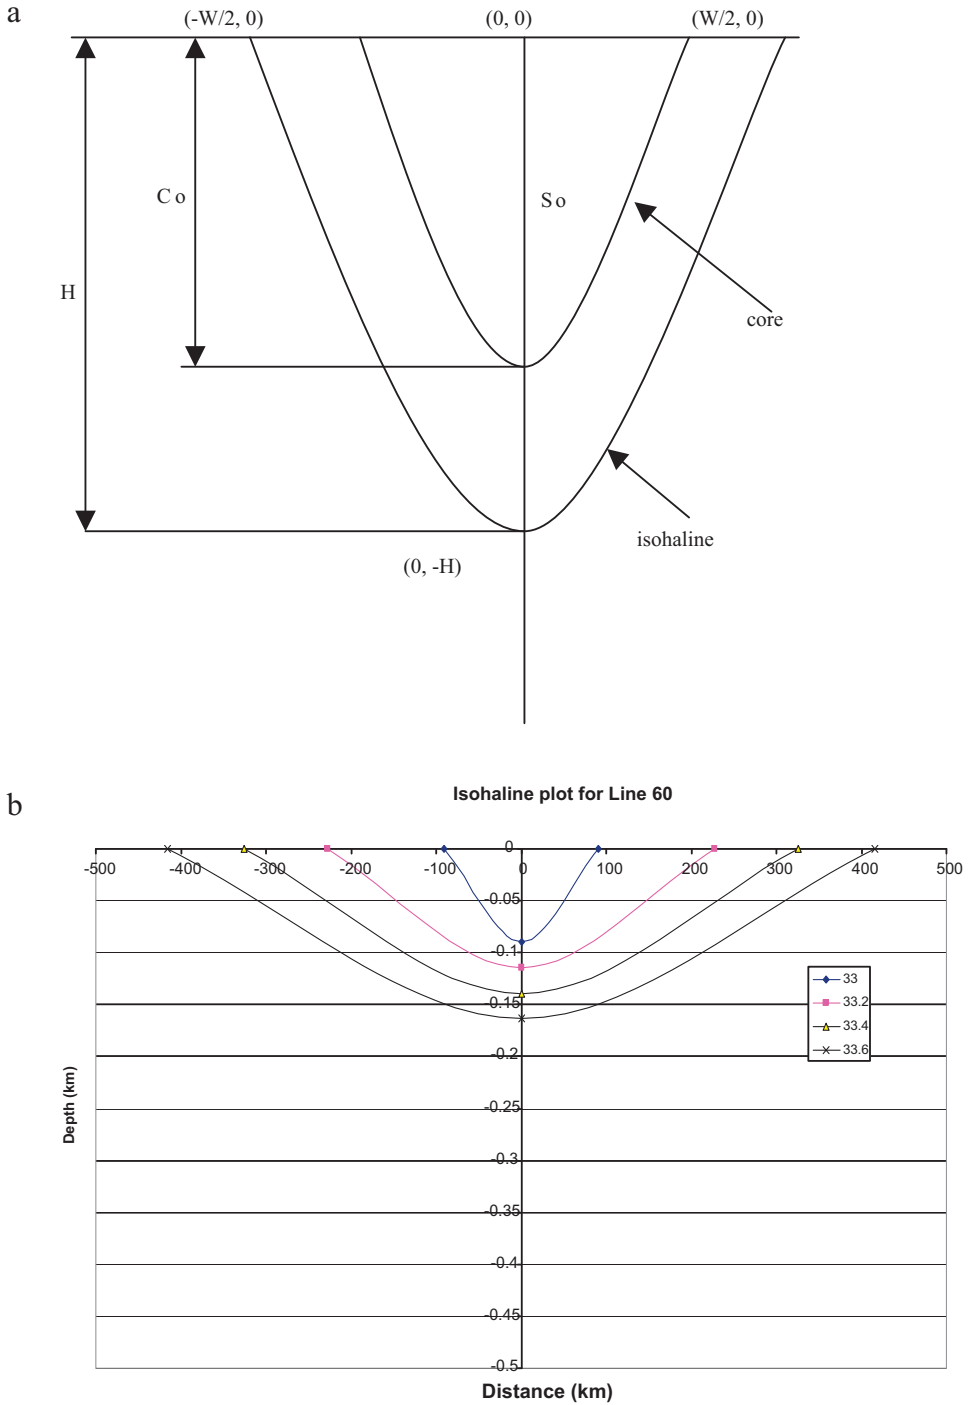 a
(-W/2, 0) (0, 0) (W/2, 0)
Co
So
H
core
isohaline
(0, -H)
b
Isohaline plot for Line 60
0
-500 -400 -300 -200 -100 0 100 200 300 400 500
-0.05
-0.1
-0.15
-0.2
-0.25
-0.3
-0.35
-0.4
-0.45
-0.5
33
33.2
33.4
33.6
Depth (km)
Distance (km)